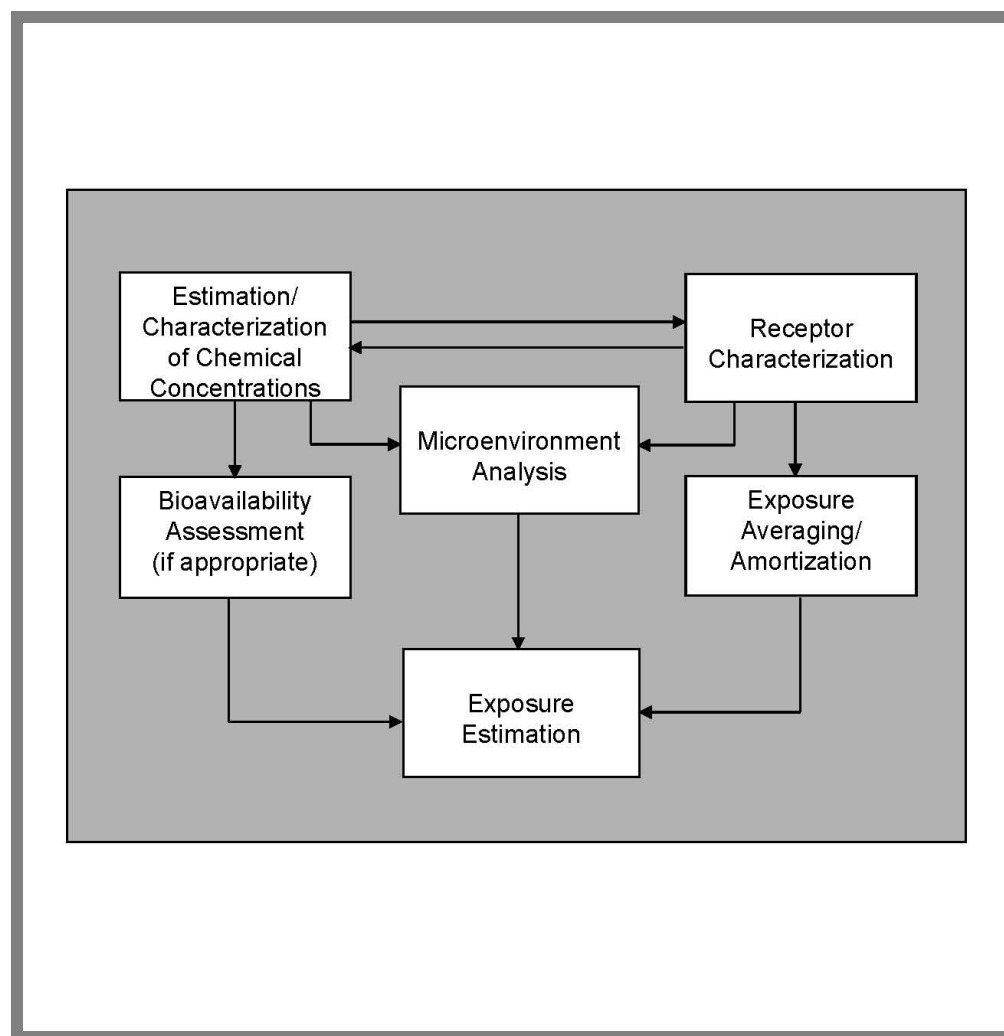 Estimation/
Characterization
of Chemical
Concentrations
Receptor
Characterization
Microenvironment
Analysis
Bioavailability
Assessment
(if appropriate)
Exposure
Averaging/
Amortization
Exposure
Estimation